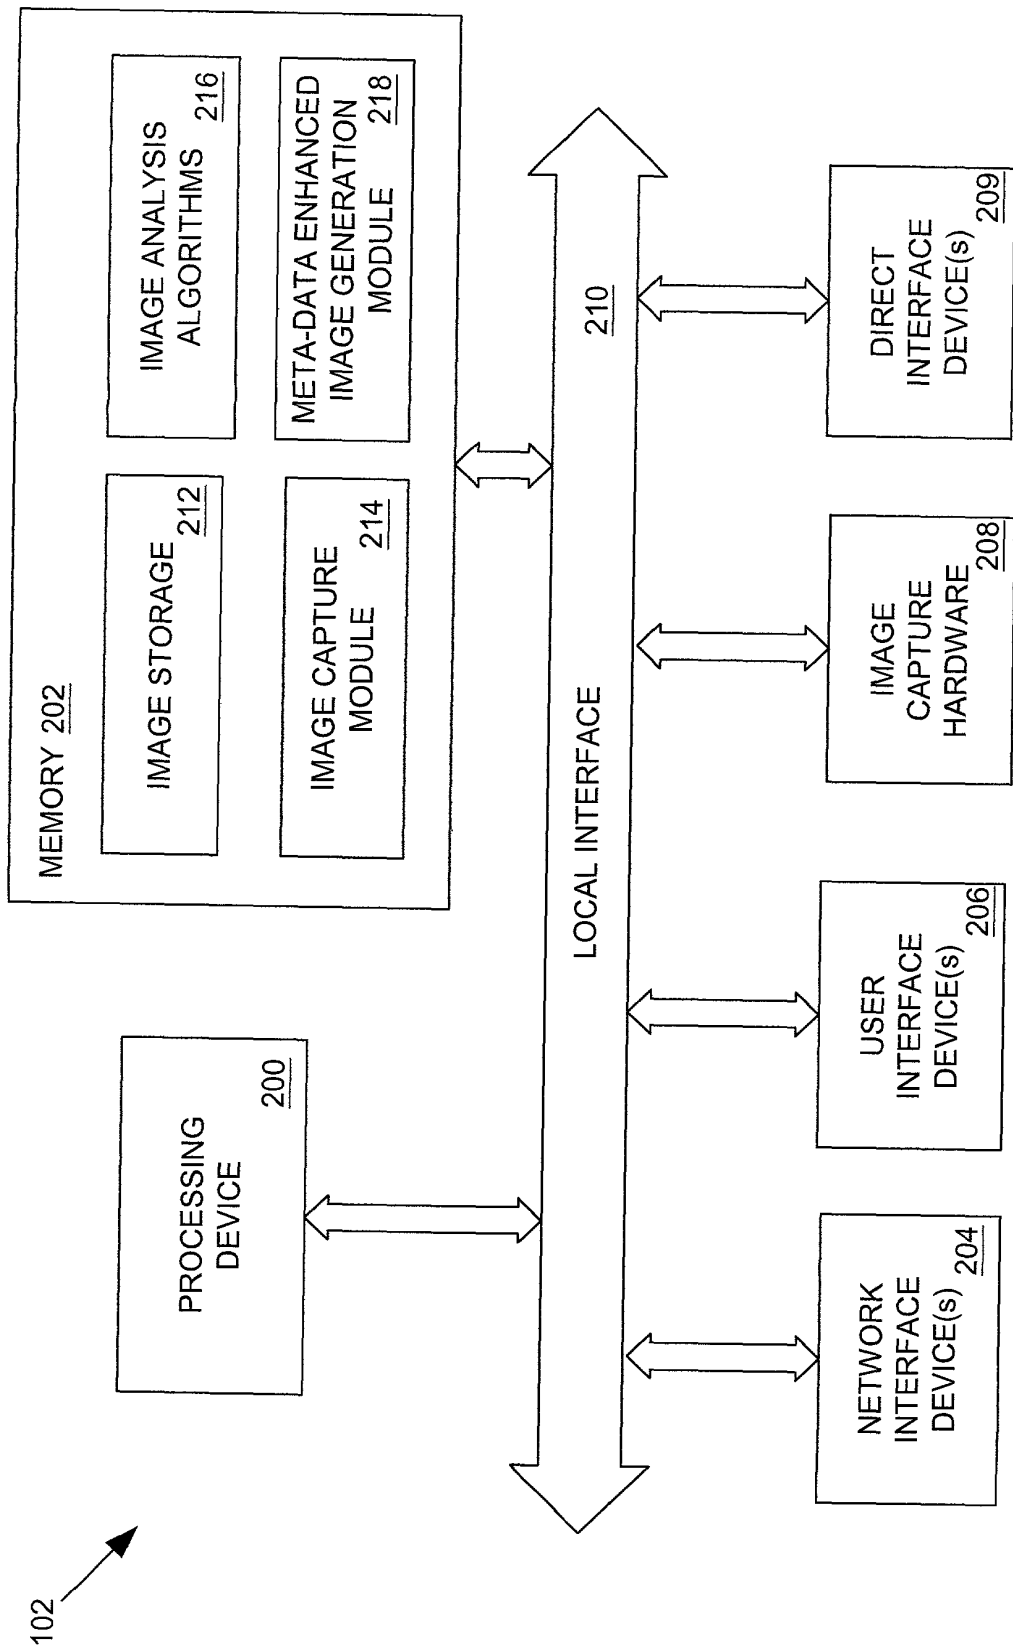 102
PROCESSING
DEVICE
200
MEMORY 202
IMAGE STORAGE
212
IMAGE ANALYSIS
ALGORITHMS
216
IMAGE CAPTURE
MODULE
214
META-DATA ENHANCED
IMAGE GENERATION
MODULE
218
LOCAL INTERFACE
210
NETWORK
INTERFACE
DEVICE(s)
204
USER
INTERFACE
DEVICE(s)
206
IMAGE
CAPTURE
HARDWARE
208
DIRECT
INTERFACE
DEVICE(s)
209